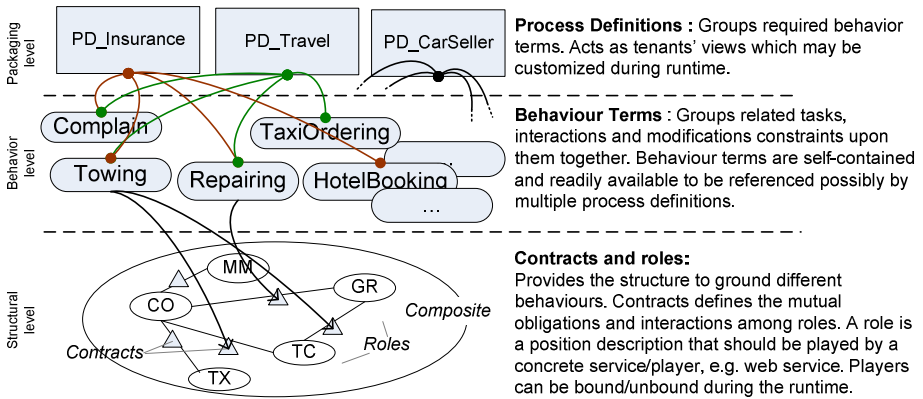 Packaging
level
PD_Insurance
PD_Travel
PD_CarSeller
Process Definitions : Groups required behavior
terms. Acts as tenants' views which may be
customized during runtime.
Behavior
level
Complain
TaxiOrdering
Towing
Repairing
HotelBooking
..
...
Behaviour Terms : Groups related tasks,
interactions and modifications constraints upon
them together. Behaviour terms are self-contained
and readily available to be referenced possibly by
multiple process definitions.
Structural
level
MM
CO
GR
Composite
Contracts
TC
Roles
TX
Contracts and roles:
Provides the structure to ground different
behaviours. Contracts defines the mutual
obligations and interactions among roles. A role is
a position description that should be played by a
concrete service/player, e.g. web service. Players
can be bound/unbound during the runtime.